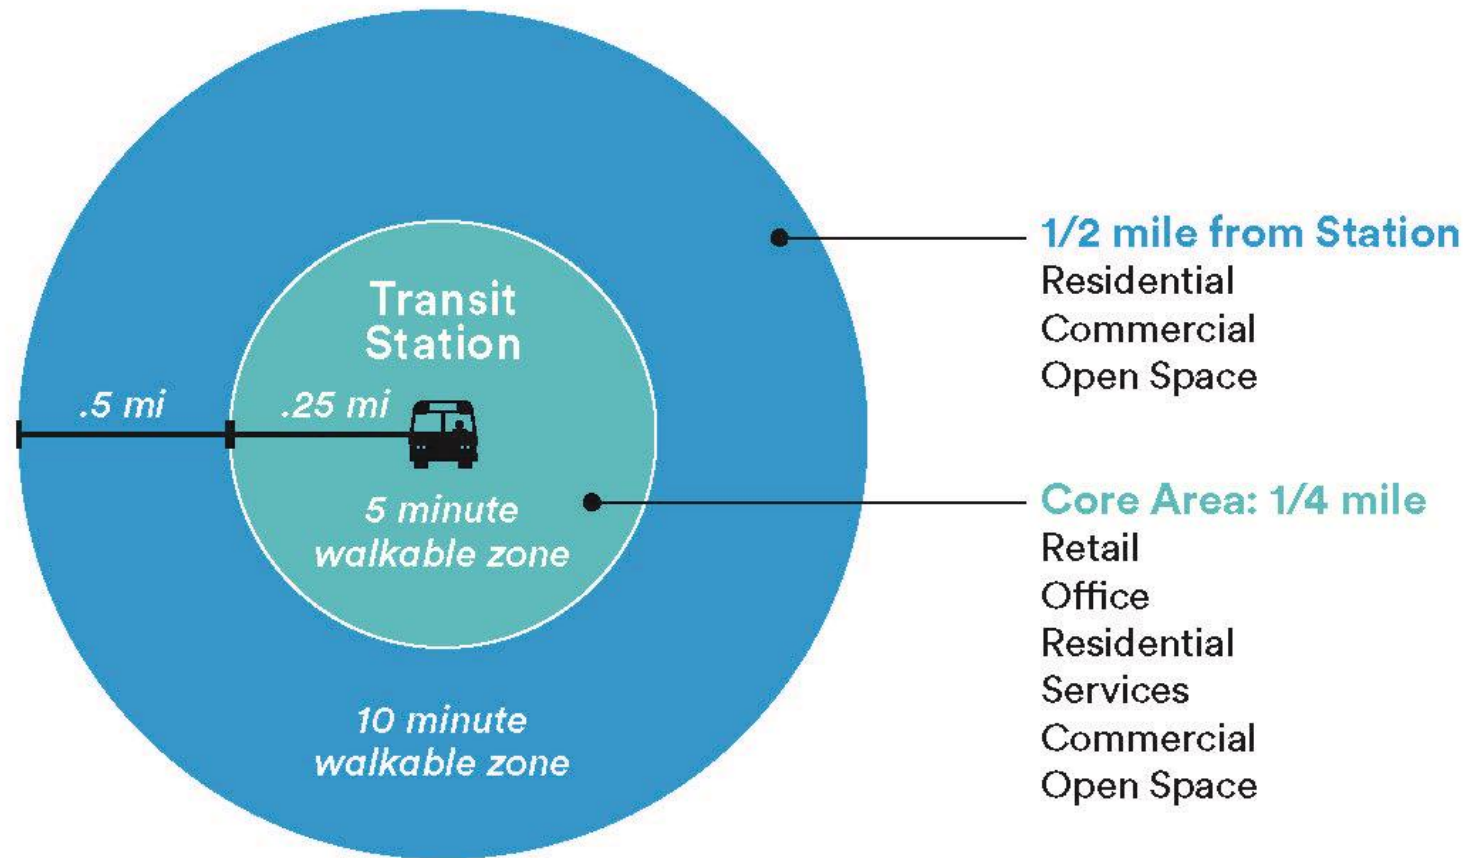 Transit
Station
.5 mi
.25 mi
5 minute
walkable zone
10 minute
walkable zone
1/2 mile from Station
Residential
Commercial
Open Space
Core Area: 1/4 mile
Retail
Office
Residential
Services
Commercial
Open Space